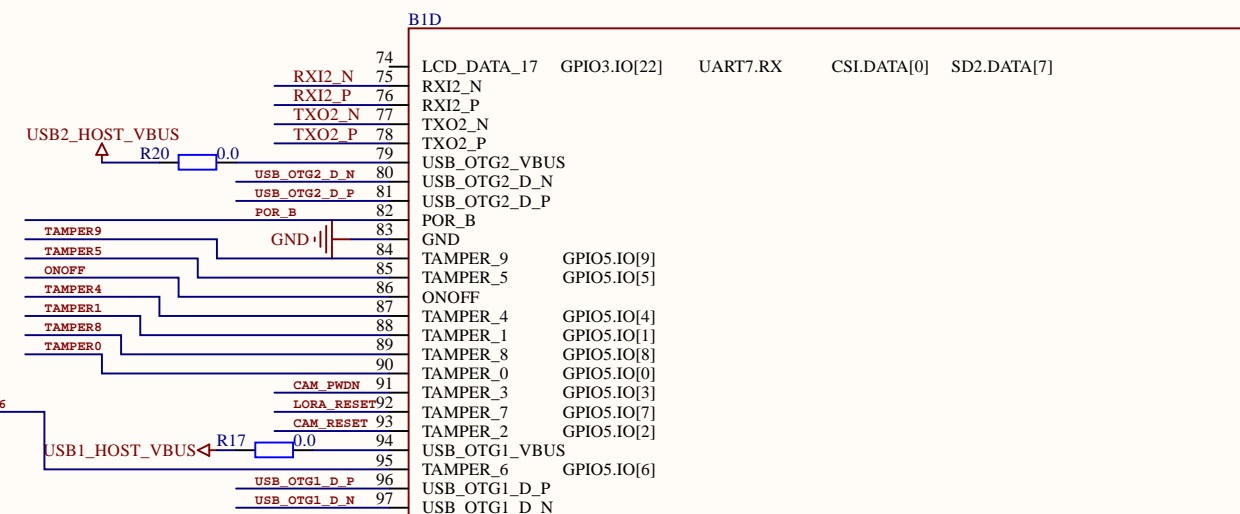 B1D
74 LCD_DATA_17 GPIO3.IO[22] UART7.RX CSI.DATA[0] SD2.DATA[7]
RXI2_N 75 RXI2_N
RXI2_P 76 RXI2_P
TXO2_N 77 TXO2_N
TXO2_P 78 TXO2_P
USB2_HOST_VBUS
R20 0.0 79 USB_OTG2_VBUS
USB_OTG2_D_N 80 USB_OTG2_D_N
USB_OTG2_D_P 81 USB_OTG2_D_P
POR_B 82 POR_B
GND 83 GND
TAMPER9 84 TAMPER_9 GPIO5.IO[9]
TAMPER5 85 TAMPER_5 GPIO5.IO[5]
ONOFF 86 ONOFF
TAMPER4 87 TAMPER_4 GPIO5.IO[4]
TAMPER1 88 TAMPER_1 GPIO5.IO[1]
TAMPER8 89 TAMPER_8 GPIO5.IO[8]
TAMPER0 90 TAMPER_0 GPIO5.IO[0]
CAM_PWDN 91 TAMPER_3 GPIO5.IO[3]
6 LORA_RESET 92 TAMPER_7 GPIO5.IO[7]
CAM_RESET 93 TAMPER_2 GPIO5.IO[2]
USB1_HOST_VBUS R17 0.0 94 USB_OTG1_VBUS
95 TAMPER_6 GPIO5.IO[6]
USB_OTG1_D_P 96 USB_OTG1_D_P
USB_OTG1_D_N 97 USB_OTG1_D_N